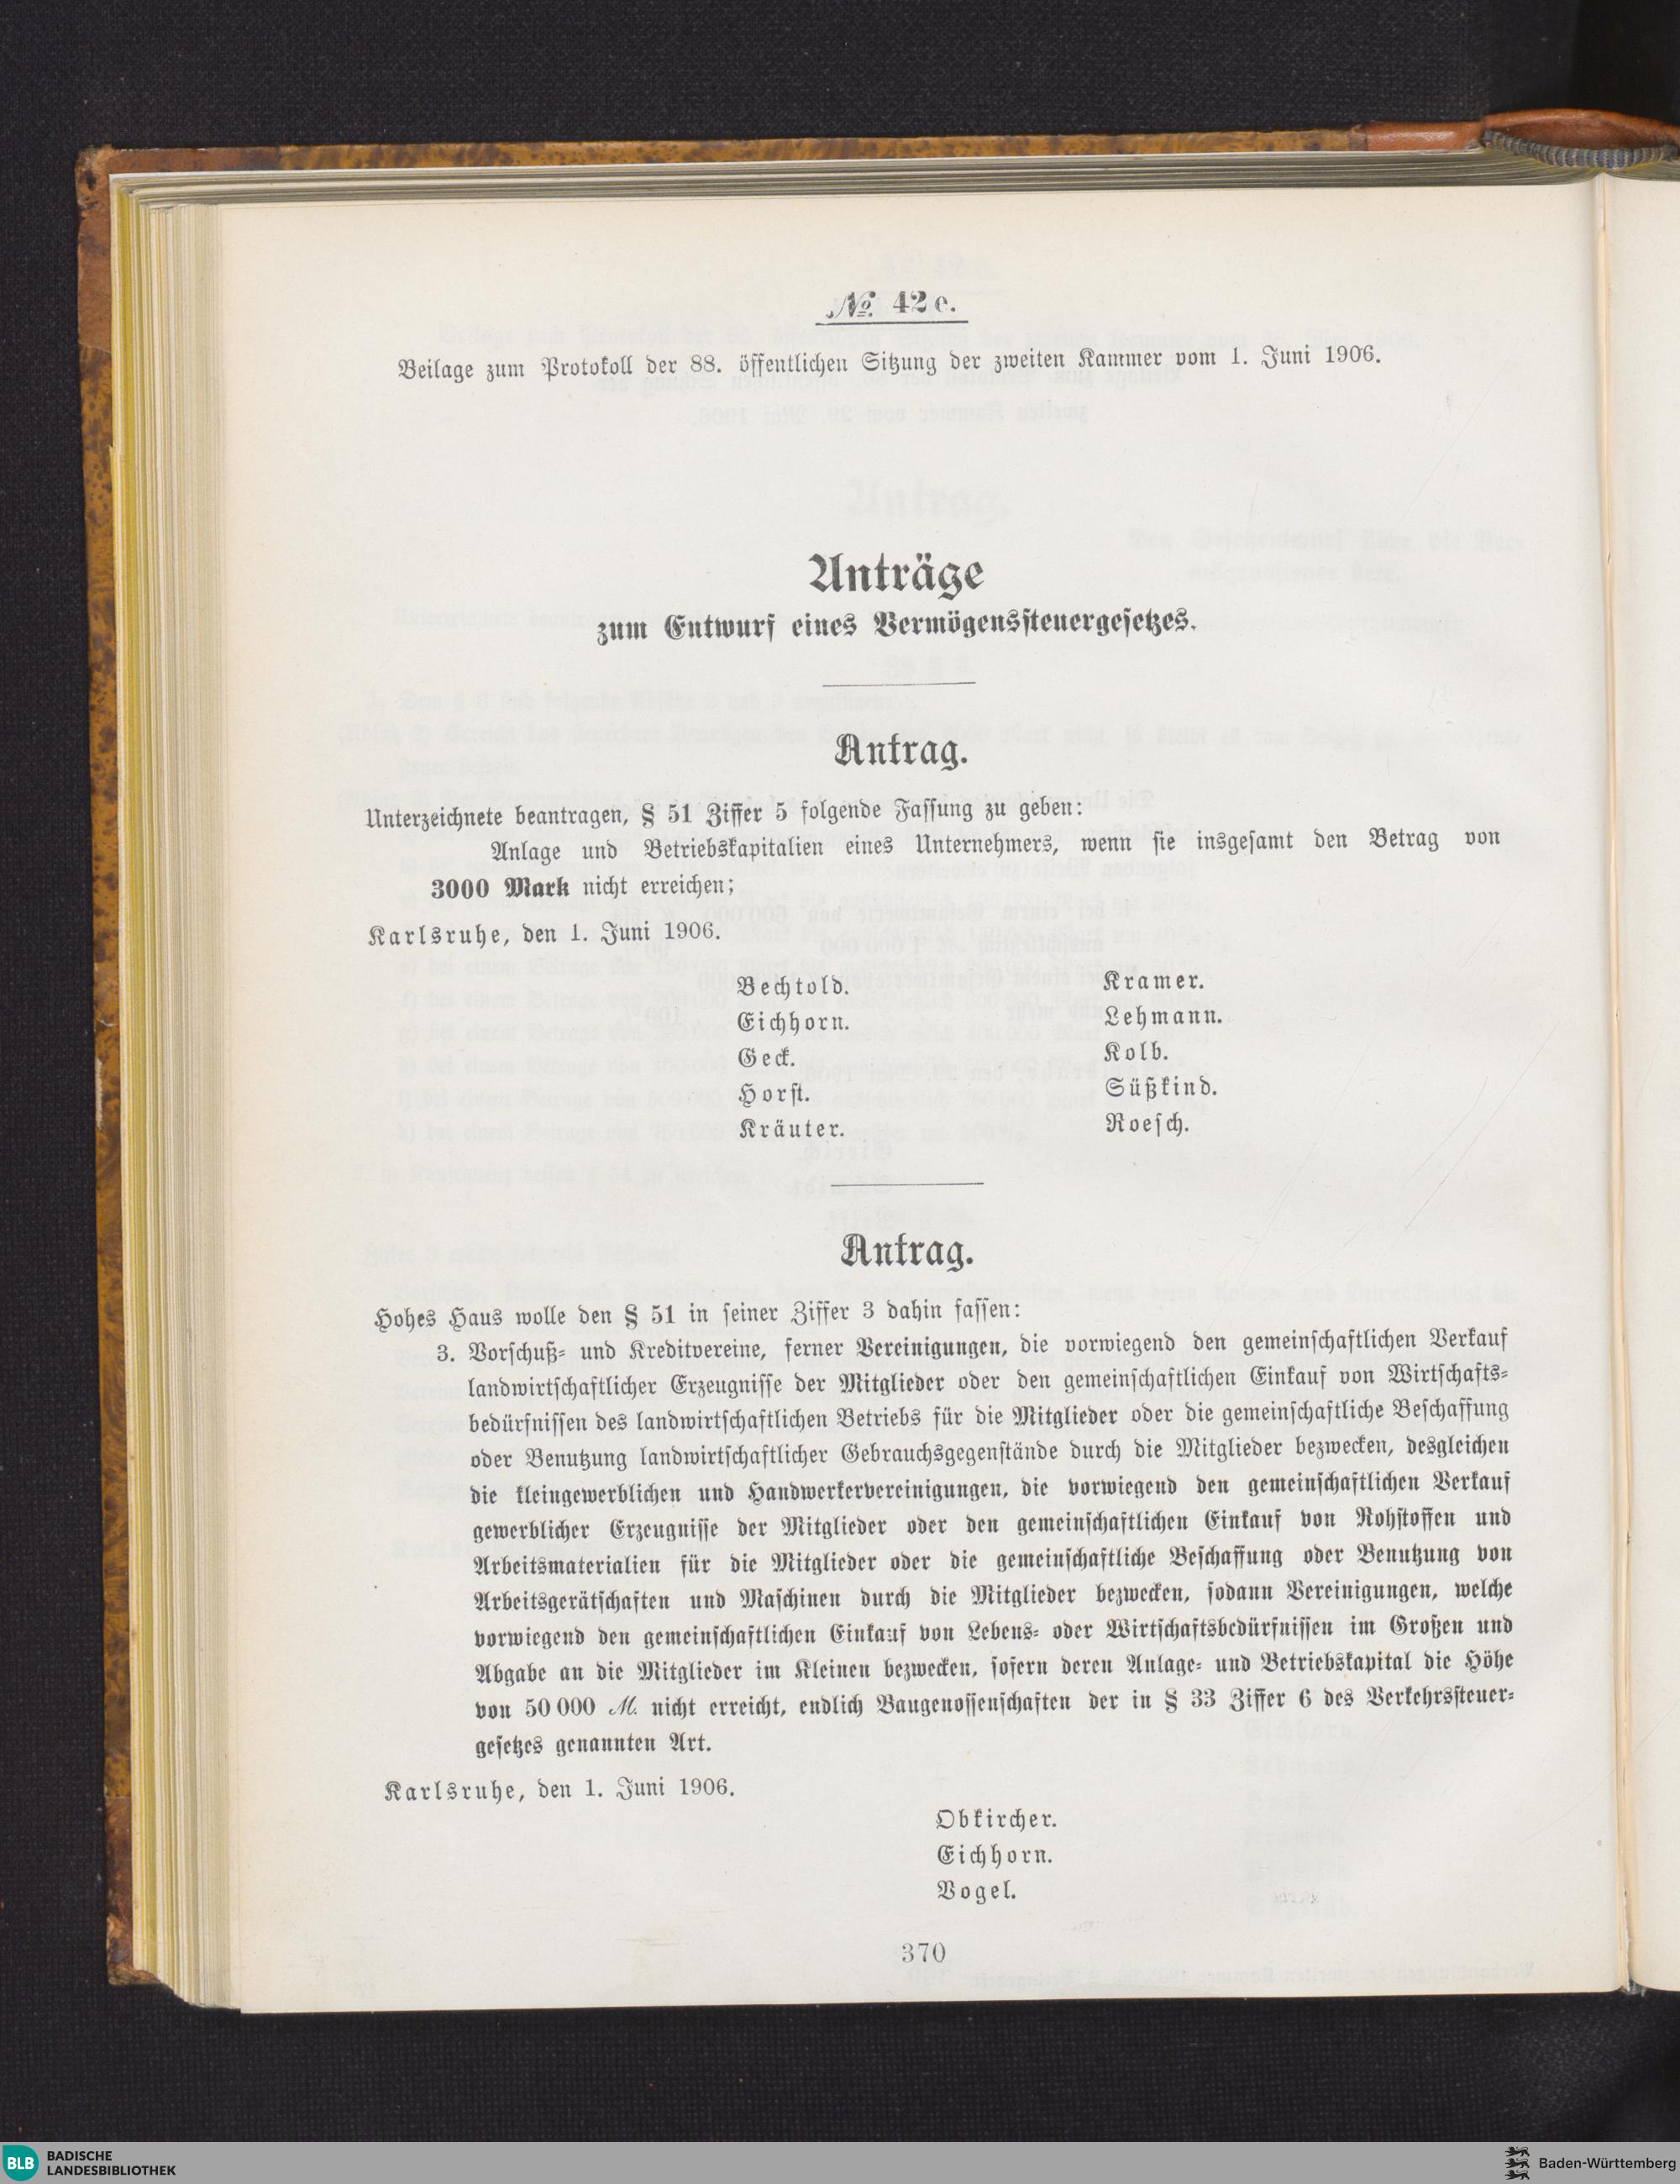 № 42 e.
Beilage zum Protokoll der 88. öffentlichen Sitzung der zweiten Kammer vom 1. Juni 1906.
Anträge
zum Entwurf eines Vermögenssteuergesetzes.
Antrag.
Unterzeichnete beantragen, § 51 Ziffer 5 folgende Fassung zu geben:
Anlage und Betriebskapitalien eines Unternehmers, wenn sie insgesamt den Betrag von
3000 Mark nicht erreichen;
Karlsruhe, den 1. Juni 1906.
Bechtold.
Eichhorn.
Geck.
Horst.
Kräuter.
Kramer.
Lehmann.
Kolb.
Süßkind.
Roesch.
Antrag.
Hohes Haus wolle den § 51 in seiner Ziffer 3 dahin fassen:
3. Vorschuß- und Kreditvereine, ferner Vereinigungen, die vorwiegend den gemeinschaftlichen Verkauf
landwirtschaftlicher Erzeugnisse der Mitglieder oder den gemeinschaftlichen Einkauf von Wirtschafts-
bedürfnissen des landwirtschaftlichen Betriebs für die Mitglieder oder die gemeinschaftliche Beschaffung
oder Benutzung landwirtschaftlicher Gebrauchsgegenstände durch die Mitglieder bezwecken, desgleichen
die kleingewerblichen und Handwerkervereinigungen, die vorwiegend den gemeinschaftlichen Verkauf
gewerblicher Erzeugnisse der Mitglieder oder den gemeinschaftlichen Einkauf von Rohstoffen und
Arbeitsmaterialien für die Mitglieder oder die gemeinschaftliche Beschaffung oder Benutzung von
Arbeitsgerätschaften und Maschinen durch die Mitglieder bezwecken, sodann Vereinigungen, welche
vorwiegend den gemeinschaftlichen Einkauf von Lebens- oder Wirtschaftsbedürfnissen im Großen und
Abgabe an die Mitglieder im Kleinen bezwecken, sofern deren Anlage- und Betriebskapital die Höhe
von 50 000 M. nicht erreicht, endlich Baugenossenschaften der in § 33 Ziffer 6 des Verkehrssteuer-
gesetzes genannten Art.
Karlsruhe, den 1. Juni 1906.
Obkircher.
Eichhorn.
Vogel.
370
BLB BADISCHE
LANDESBIBLIOTHEK
Baden-Württemberg